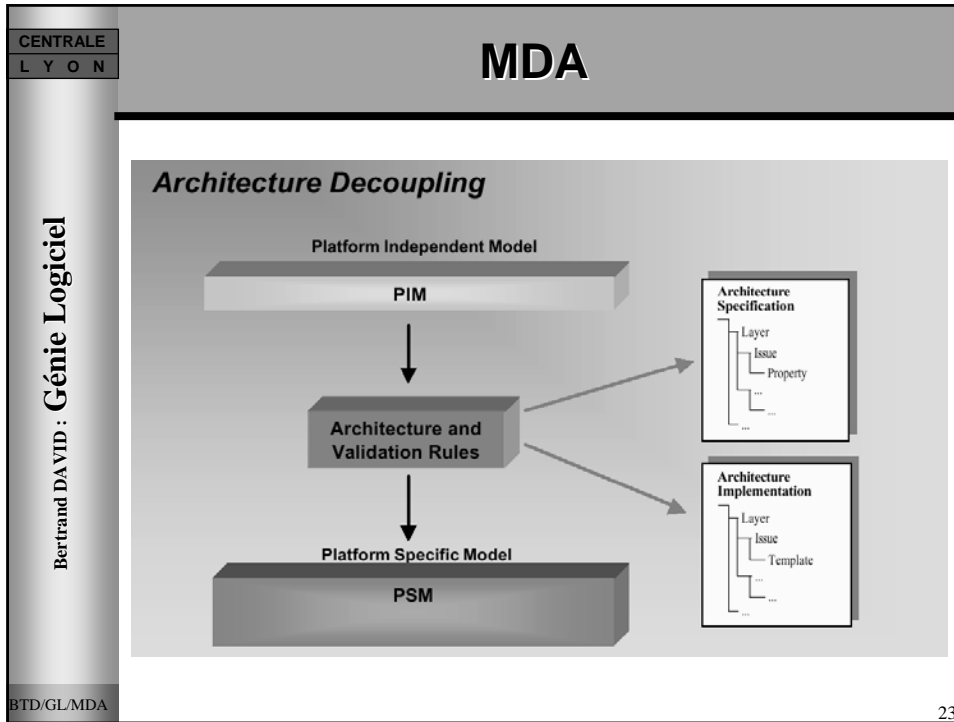 CENTRALE
L Y O N
MDA
Bertrand DAVID : Génie Logiciel
Architecture Decoupling
Platform Independent Model
PIM
Architecture and
Validation Rules
Platform Specific Model
PSM
Architecture
Specification
Layer
Issue
Property
...
...
...
Architecture
Implementation
Layer
Issue
Template
...
...
...
BTD/GL/MDA
23